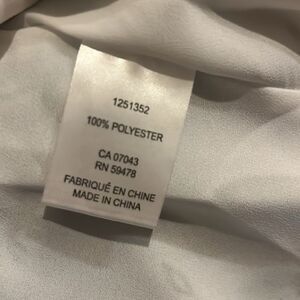 1251352
100% POLYESTER
CA 07043
RN 59478
FABRIQUÉ EN CHINE
MADE IN CHINA